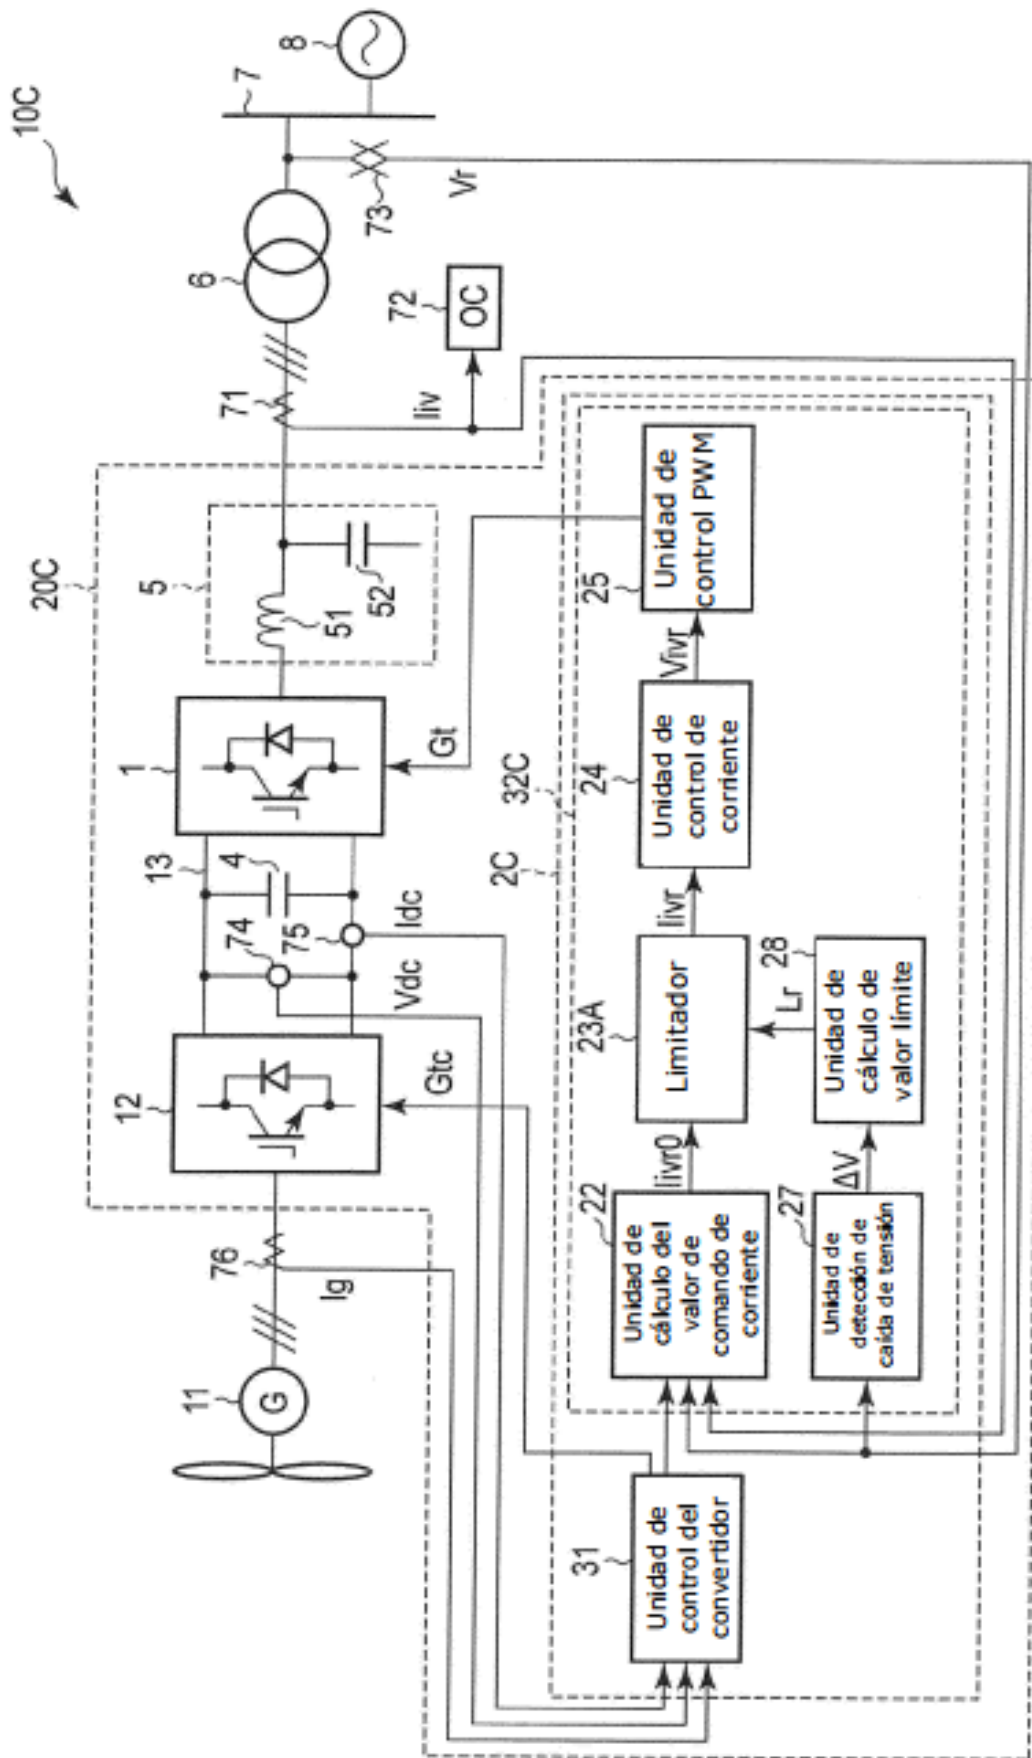 10C
20C
8
7
73
Vr
6
72
OC
71
Iiv
5
51
52
1
Gt
13
4
74
75
Idc
Vdc
12
Gtc
76
Ig
11
G
2C
32C
31
Unidad de
control del
convertidor
22
Unidad de
cálculo del
valor de
comando de
corriente
Iivr0
23A
Limitador
Iivr
24
Unidad de
control de
corriente
Vivr
25
Unidad de
control PWM
27
Unidad de
detección de
caída de tensión
ΔV
28
Unidad de
cálculo de
valor límite
Lr